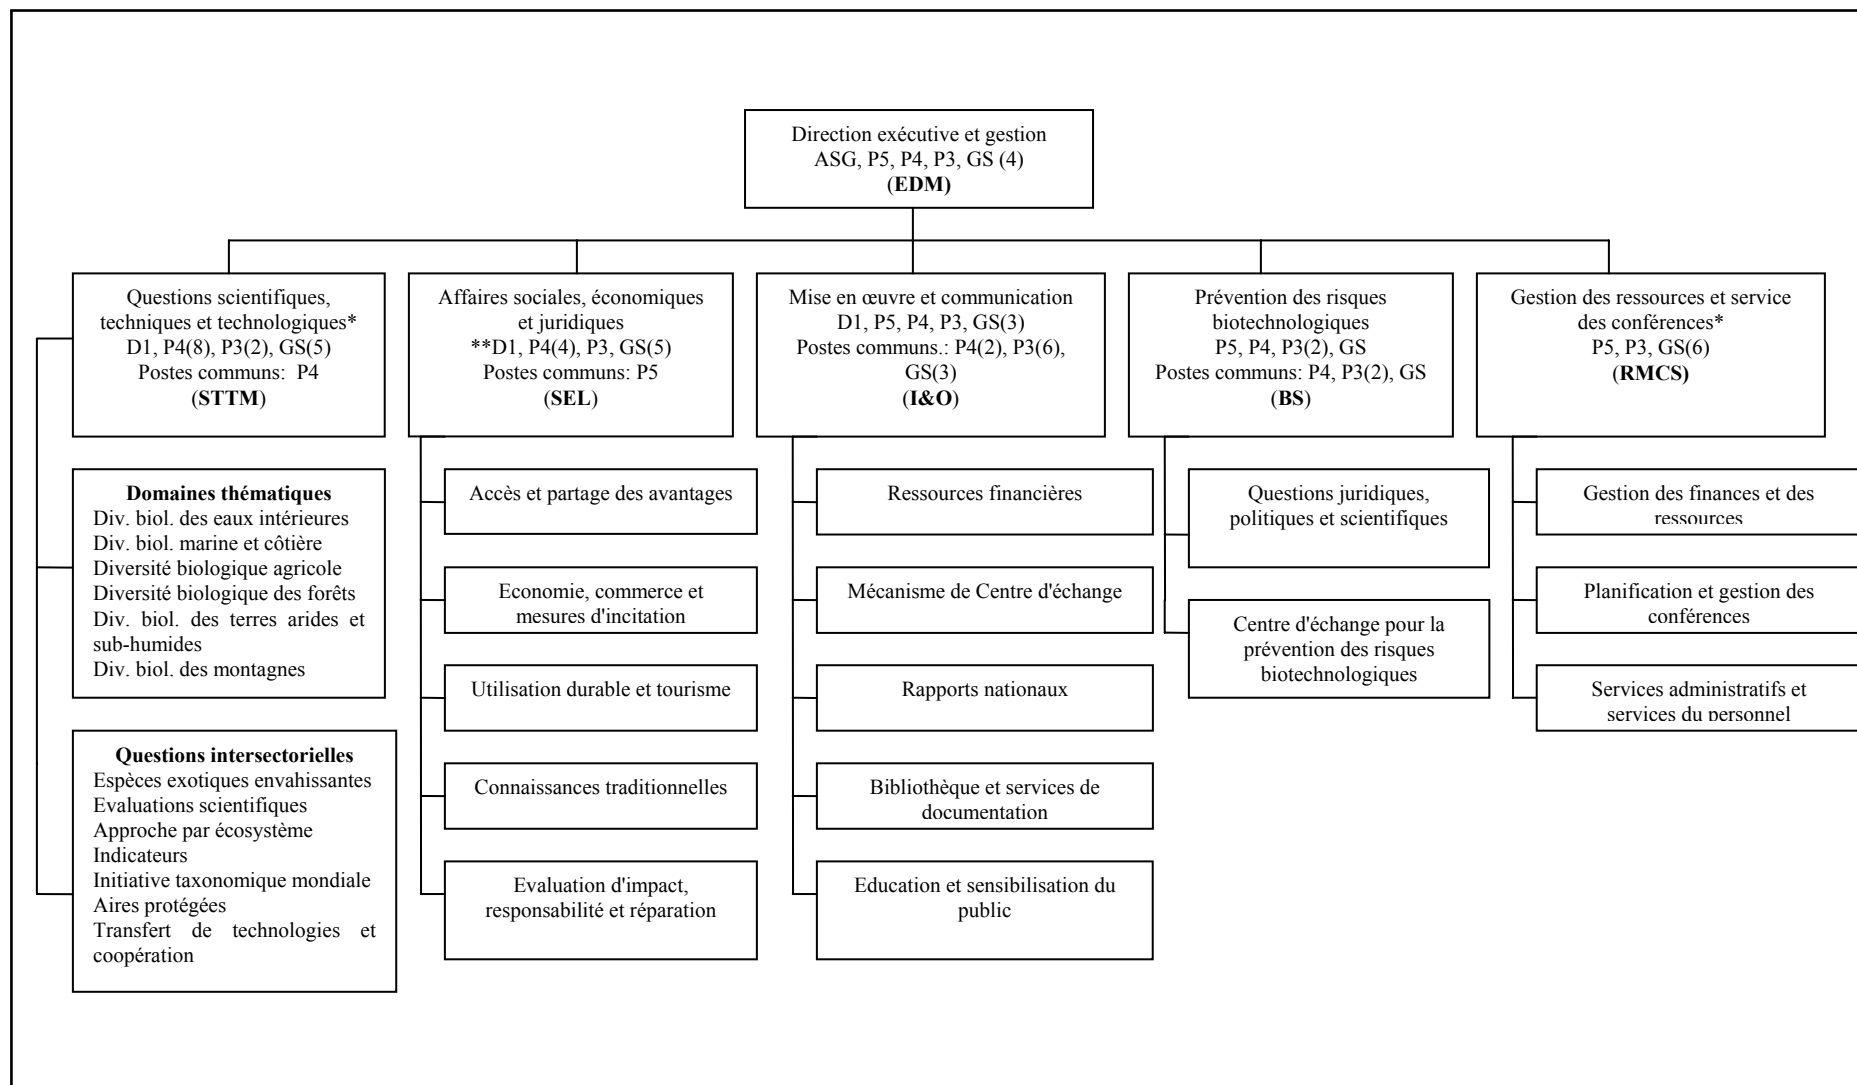 Direction exécutive et gestion
ASG, P5, P4, P3, GS (4)
(EDM)
Questions scientifiques,
techniques et technologiques*
D1, P4(8), P3(2), GS(5)
Postes communs: P4
(STTM)
Domaines thématiques
Div. biol. des eaux intérieures
Div. biol. marine et côtière
Diversité biologique agricole
Diversité biologique des forêts
Div. biol. des terres arides et
sub-humides
Div. biol. des montagnes
Questions intersectorielles
Espèces exotiques envahissantes
Evaluations scientifiques
Approche par écosystème
Indicateurs
Initiative taxonomique mondiale
Aires protégées
Transfert de technologies et
coopération
Affaires sociales, économiques
et juridiques
**D1, P4(4), P3, GS(5)
Postes communs: P5
(SEL)
Accès et partage des avantages
Economie, commerce et
mesures d'incitation
Utilisation durable et tourisme
Connaissances traditionnelles
Evaluation d'impact,
responsabilité et réparation
Mise en œuvre et communication
D1, P5, P4, P3, GS(3)
Postes communs.: P4(2), P3(6),
GS(3)
(I&O)
Ressources financières
Mécanisme de Centre d'échange
Rapports nationaux
Bibliothèque et services de
documentation
Education et sensibilisation du
public
Prévention des risques
biotechnologiques
P5, P4, P3(2), GS
Postes communs: P4, P3(2), GS
(BS)
Questions juridiques,
politiques et scientifiques
Centre d'échange pour la
prévention des risques
biotechnologiques
Gestion des ressources et service
des conférences*
P5, P3, GS(6)
(RMCS)
Gestion des finances et des
ressources
Planification et gestion des
conférences
Services administratifs et
services du personnel